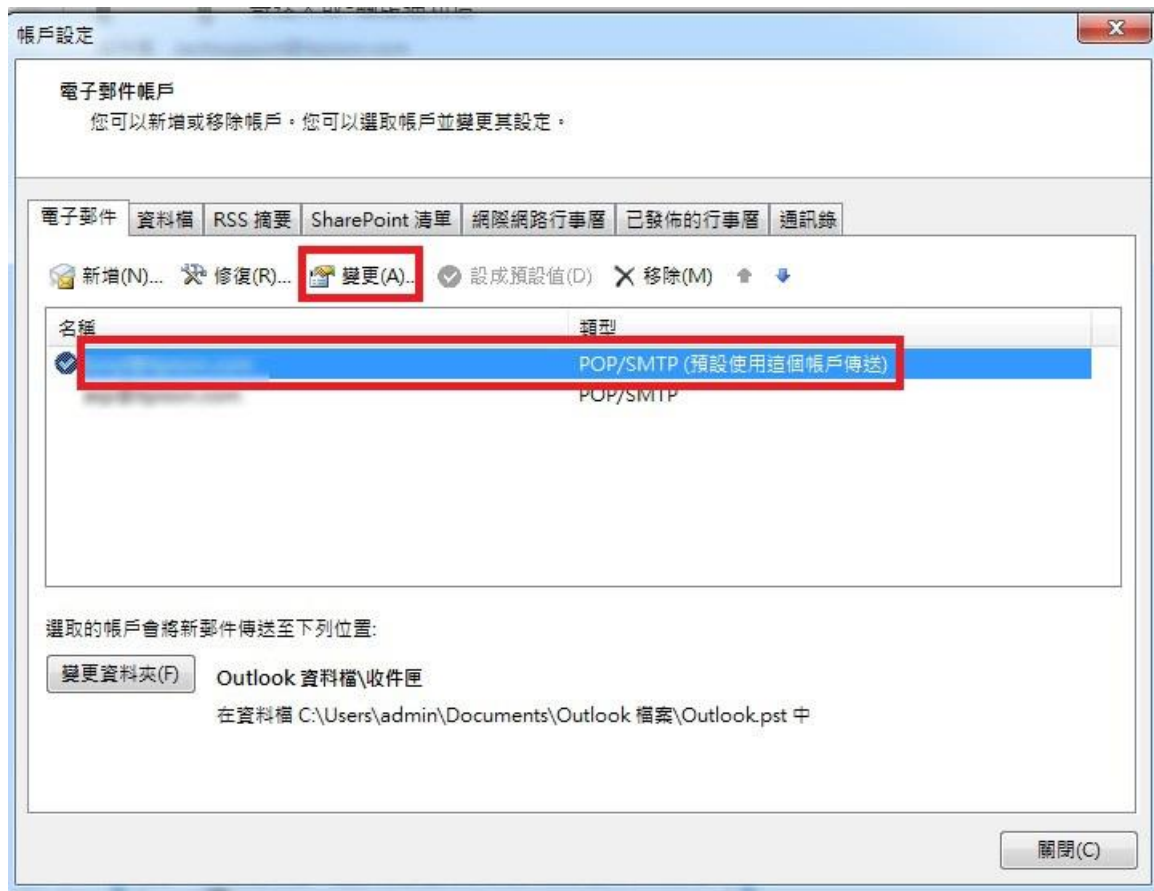 帳戶設定
電子郵件帳戶
您可以新增或移除帳戶。您可以選取帳戶並變更其設定。
電子郵件 資料檔 RSS 摘要 SharePoint 清單 網際網路行事曆 已發佈的行事曆 通訊錄
新增(N)... 修復(R)... 變更(A)... 設成預設值(D) 移除(M)
名稱 類型
POP/SMTP (預設使用這個帳戶傳送)
POP/SMTP
選取的帳戶會將新郵件傳送至下列位置:
變更資料夾(F) Outlook 資料檔\收件匣
在資料檔 C:\Users\admin\Documents\Outlook 檔案\Outlook.pst 中
關閉(C)